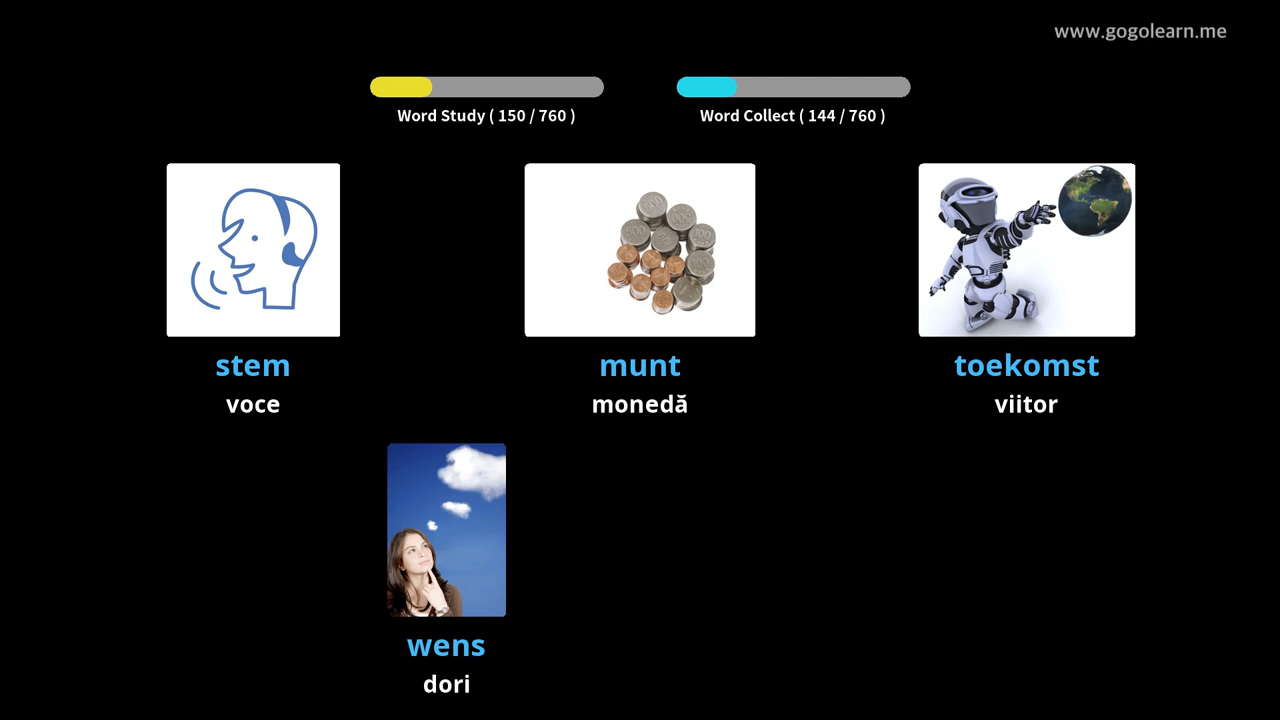 www.gogolearn.me
Word Study ( 150 / 760 )
Word Collect ( 144 / 760 )
stem
voce
munt
monedă
toekomst
viitor
wens
dori